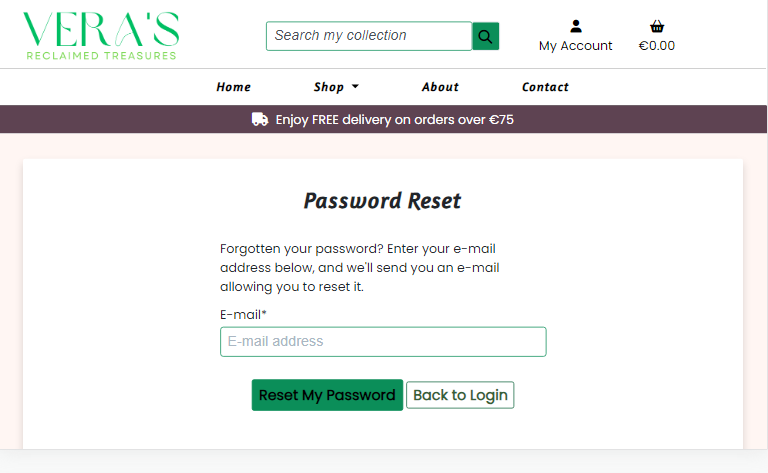 VERA'S
RECLAIMED TREASURES
Search my collection
My Account
€0.00
Home
Shop
About
Contact
Enjoy FREE delivery on orders over €75
Password Reset
Forgotten your password? Enter your e-mail
address below, and we'll send you an e-mail
allowing you to reset it.
E-mail*
E-mail address
Reset My Password
Back to Login